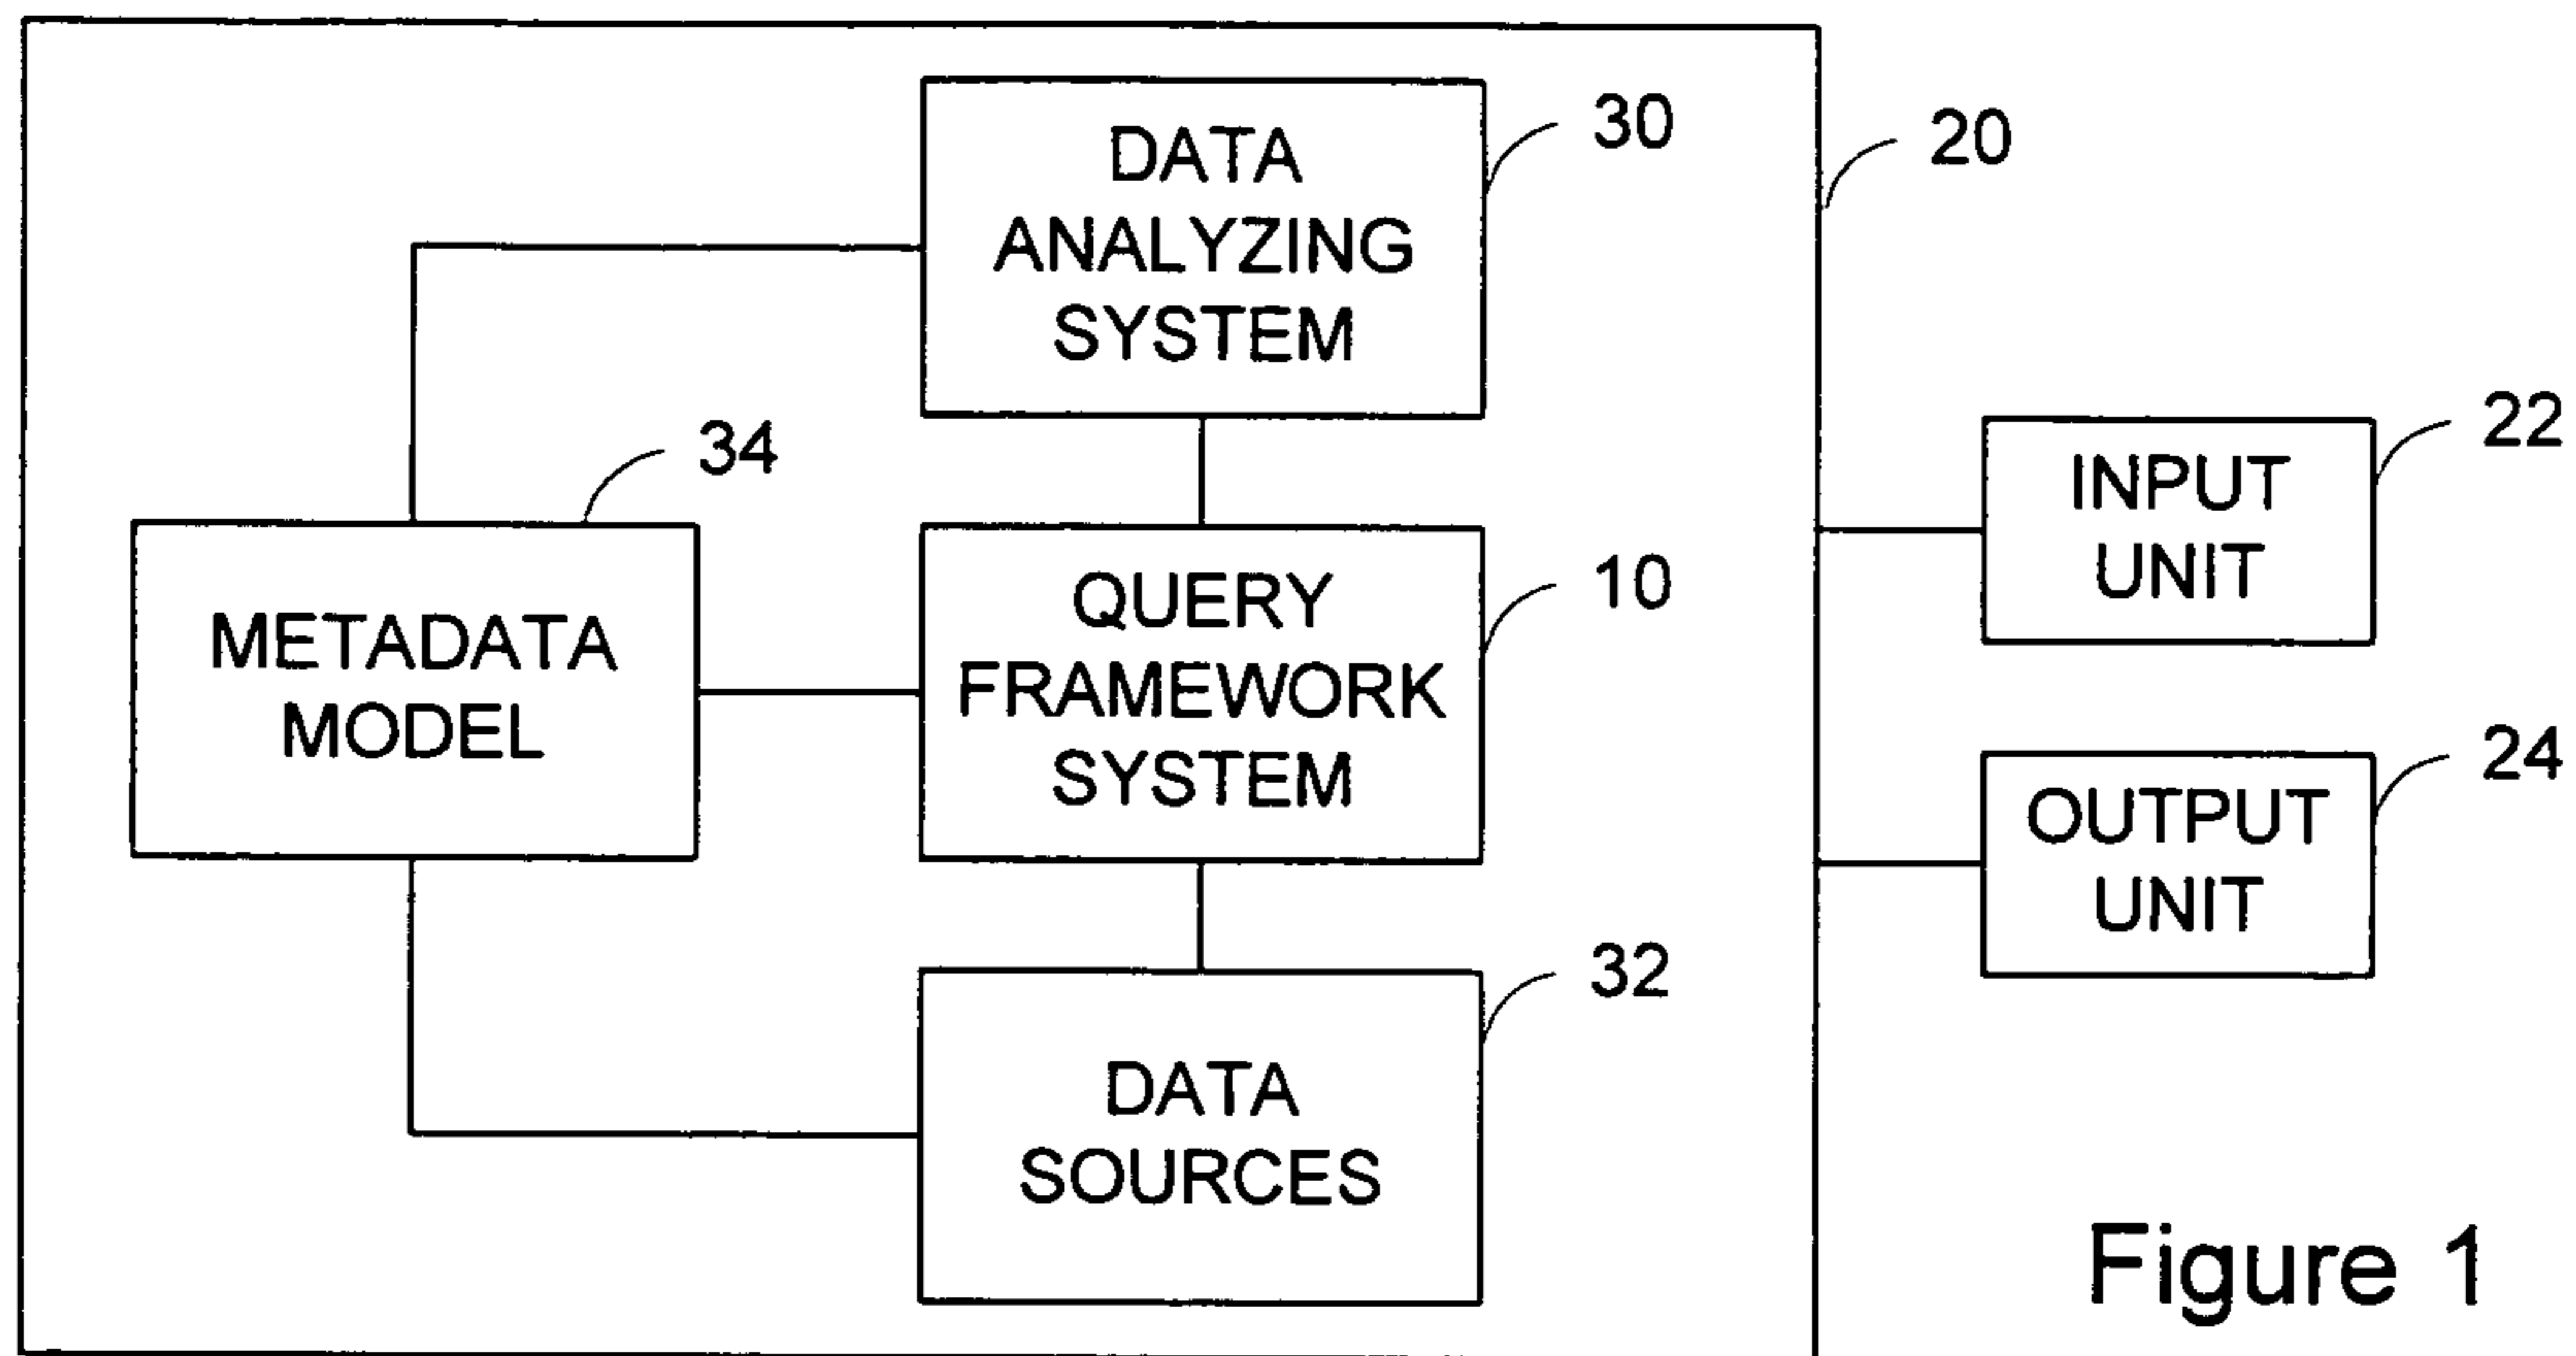 DATA
ANALYZING
SYSTEM
30
20
34
METADATA
MODEL
QUERY
FRAMEWORK
SYSTEM
10
INPUT
UNIT
22
OUTPUT
UNIT
24
DATA
SOURCES
32
Figure 1